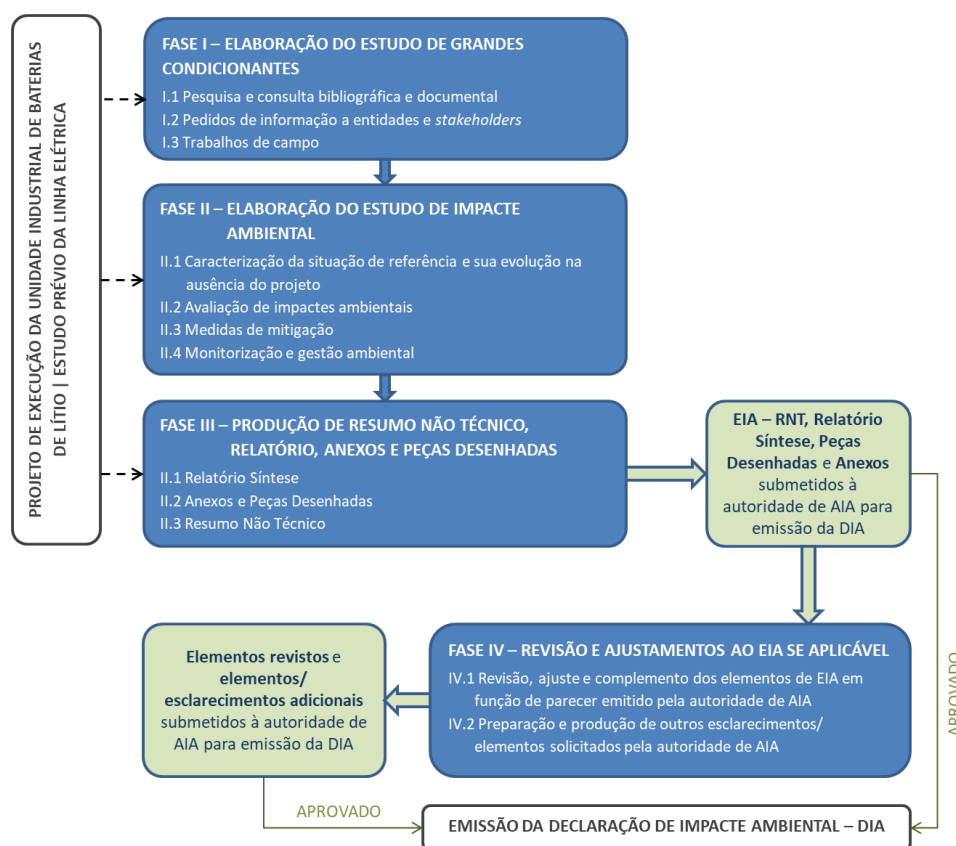 PROJETO DE EXECUÇÃO DA UNIDADE INDUSTRIAL DE BATERIAS
DE LÍTIO | ESTUDO PRÉVIO DA LINHA ELÉTRICA
FASE I – ELABORAÇÃO DO ESTUDO DE GRANDES
CONDICIONANTES
I.1 Pesquisa e consulta bibliográfica e documental
I.2 Pedidos de informação a entidades e stakeholders
I.3 Trabalhos de campo
FASE II – ELABORAÇÃO DO ESTUDO DE IMPACTE
AMBIENTAL
II.1 Caracterização da situação de referência e sua evolução na
ausência do projeto
II.2 Avaliação de impactes ambientais
II.3 Medidas de mitigação
II.4 Monitorização e gestão ambiental
FASE III – PRODUÇÃO DE RESUMO NÃO TÉCNICO,
RELATÓRIO, ANEXOS E PEÇAS DESENHADAS
II.1 Relatório Síntese
II.2 Anexos e Peças Desenhadas
II.3 Resumo Não Técnico
EIA – RNT, Relatório
Síntese, Peças
Desenhadas e Anexos
submetidos à
autoridade de AIA para
emissão da DIA
FASE IV – REVISÃO E AJUSTAMENTOS AO EIA SE APLICÁVEL
IV.1 Revisão, ajuste e complemento dos elementos de EIA em
função de parecer emitido pela autoridade de AIA
IV.2 Preparação e produção de outros esclarecimentos/
elementos solicitados pela autoridade de AIA
Elementos revistos e
elementos/
esclarecimentos adicionais
submetidos à autoridade de
AIA para emissão da DIA
APROVADO
APROVADO
EMISSÃO DA DECLARAÇÃO DE IMPACTE AMBIENTAL – DIA